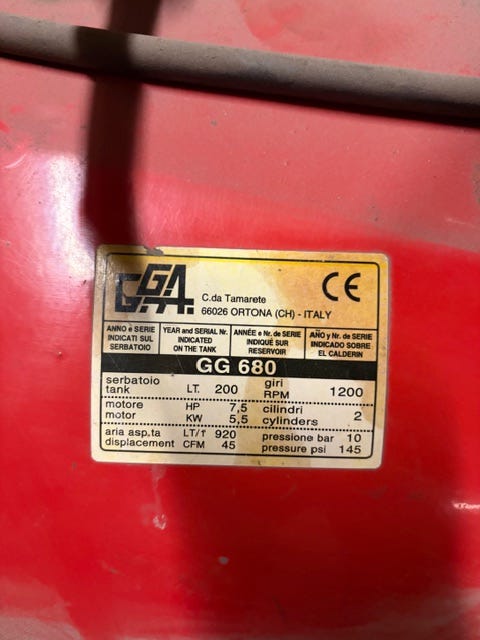 G.G.A.
CE
C.da Tamarete
66026 ORTONA (CH) - ITALY
ANNO e SERIE INDICATI SUL SERBATOIO
YEAR and SERIAL Nr. INDICATED ON THE TANK
ANNÉE e Nr. de SERIE INDIQUÉ SUR RESERVOIR
AÑO y Nr. de SERIE INDICADO SOBRE EL CALDERIN
GG 680
serbatoio tank LT. 200 giri RPM 1200
motore HP 7,5 cilindri
motor KW 5,5 cylinders 2
aria asp.ta LT/1' 920 pressione bar 10
displacement CFM 45 pressure psi 145